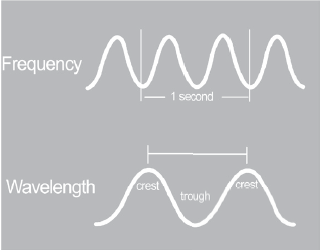 Frequency
1 second
Wavelength
crest
trough
crest